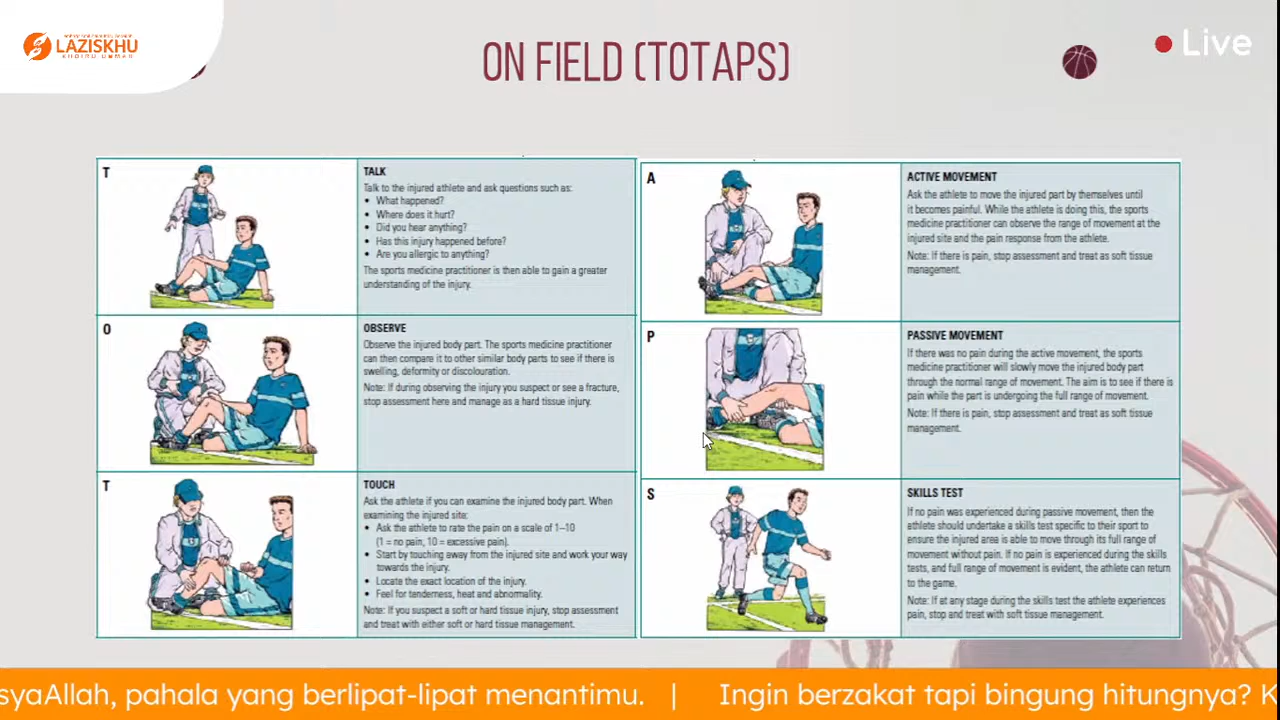 LAZISKHU
ON FIELD (TOTAPS)
Live
T
TALK
Talk to the injured athlete and ask questions such as:
• What happened?
• Where does it hurt?
• Did you hear anything?
• Has this injury happened before?
• Are you allergic to anything?
The sports medicine practitioner is then able to gain a greater
understanding of the injury.
O
OBSERVE
Observe the injured body part. The sports medicine practitioner
can then compare it to other similar body parts to see if there is
swelling, deformity or discolouration.
Note: If during observing the injury you suspect or see a fracture,
stop assessment here and manage as a hard tissue injury.
T
TOUCH
Ask the athlete if you can examine the injured body part. When
examining the injured site:
• Ask the athlete to rate the pain on a scale of 1–10
(1 = no pain, 10 = excessive pain).
• Start by touching away from the injured site and work your way
towards the injury.
• Locate the exact location of the injury.
• Feel for tenderness, heat and abnormality.
Note: If you suspect a soft or hard tissue injury, stop assessment
and treat with either soft or hard tissue management.
A
ACTIVE MOVEMENT
Ask the athlete to move the injured part by themselves until
it becomes painful. While the athlete is doing this, the sports
medicine practitioner can observe the range of movement at the
injured site and the pain response from the athlete.
Note: If there is pain, stop assessment and treat as soft tissue
management.
P
PASSIVE MOVEMENT
If there was no pain during the active movement, the sports
medicine practitioner will slowly move the injured body part
through the normal range of movement. The aim is to see if there is
pain while the part is undergoing the full range of movement.
Note: If there is pain, stop assessment and treat as soft tissue
management.
S
SKILLS TEST
If no pain was experienced during passive movement, then the
athlete should undertake a skills test specific to their sport to
ensure the injured area is able to move through its full range of
movement without pain. If no pain is experienced during the skills
tests, and full range of movement is evident, the athlete can return
to the game.
Note: If at any stage during the skills test the athlete experiences
pain, stop and treat with soft tissue management.
syaAllah, pahala yang berlipat-lipat menantimu. | Ingin berzakat tapi bingung hitungnya? K